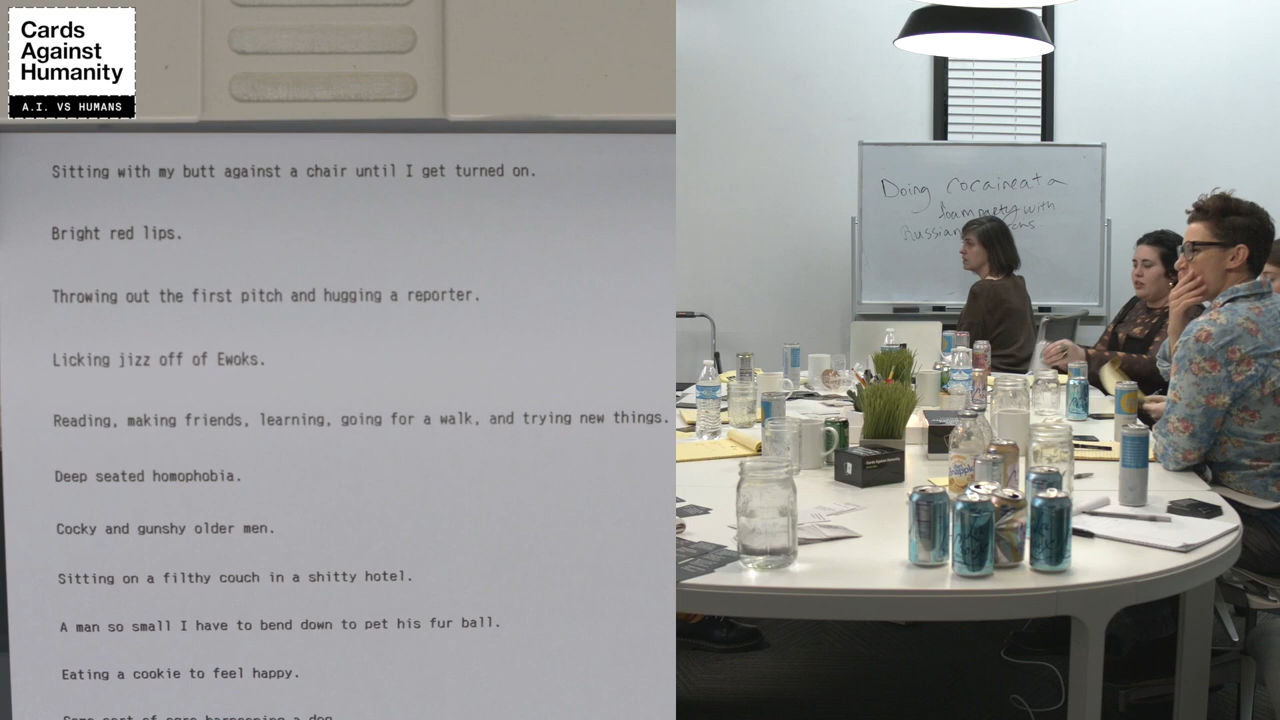 Cards
Against
Humanity
A.I. VS HUMANS
Sitting with my butt against a chair until I get turned on.
Bright red lips.
Throwing out the first pitch and hugging a reporter.
Licking jizz off of Ewoks.
Reading, making friends, learning, going for a walk, and trying new things.
Deep seated homophobia.
Cocky and gunshy older men.
Sitting on a filthy couch in a shitty hotel.
A man so small I have to bend down to pet his fur ball.
Eating a cookie to feel happy.
Doing cocaine at a
foam party with
Russian
Cards Against Humanity
Snapple